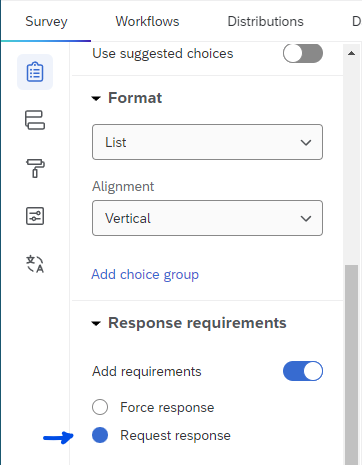 Survey Workflows Distributions D
Use suggested choices
Format
List
Alignment
Vertical
Add choice group
Response requirements
Add requirements
Force response
Request response